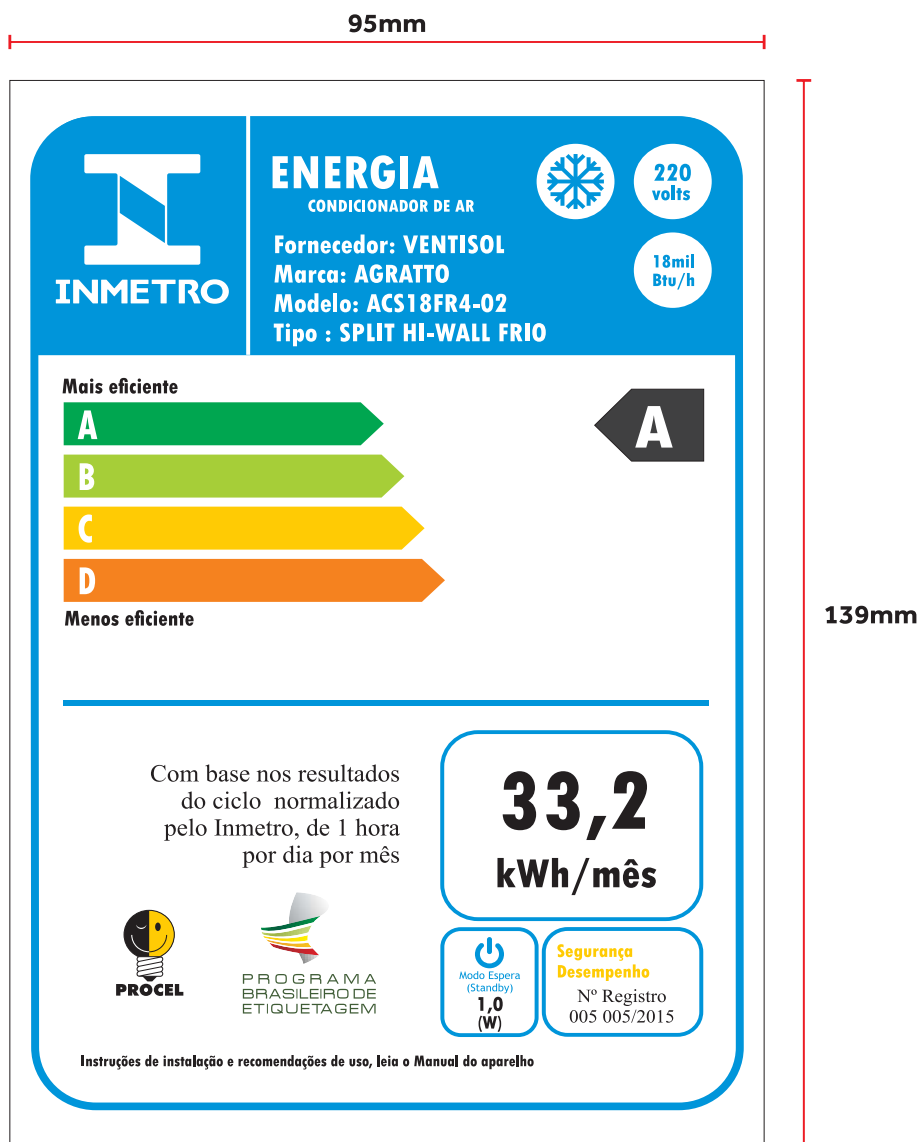 95mm
INMETRO
ENERGIA
CONDICIONADOR DE AR
220
volts
18mil
Btu/h
Fornecedor: VENTISOL
Marca: AGRATTO
Modelo: ACS18FR4-02
Tipo : SPLIT HI-WALL FRIO
Mais eficiente
A
A
B
C
D
Menos eficiente
139mm
Com base nos resultados
do ciclo normalizado
pelo Inmetro, de 1 hora
por dia por mês
33,2
kWh/mês
PROCEL
PROGRAMA
BRASILEIRO DE
ETIQUETAGEM
Modo Espera
(Standby)
1,0
(W)
Segurança
Desempenho
Nº Registro
005 005/2015
Instruções de instalação e recomendações de uso, leia o Manual do aparelho